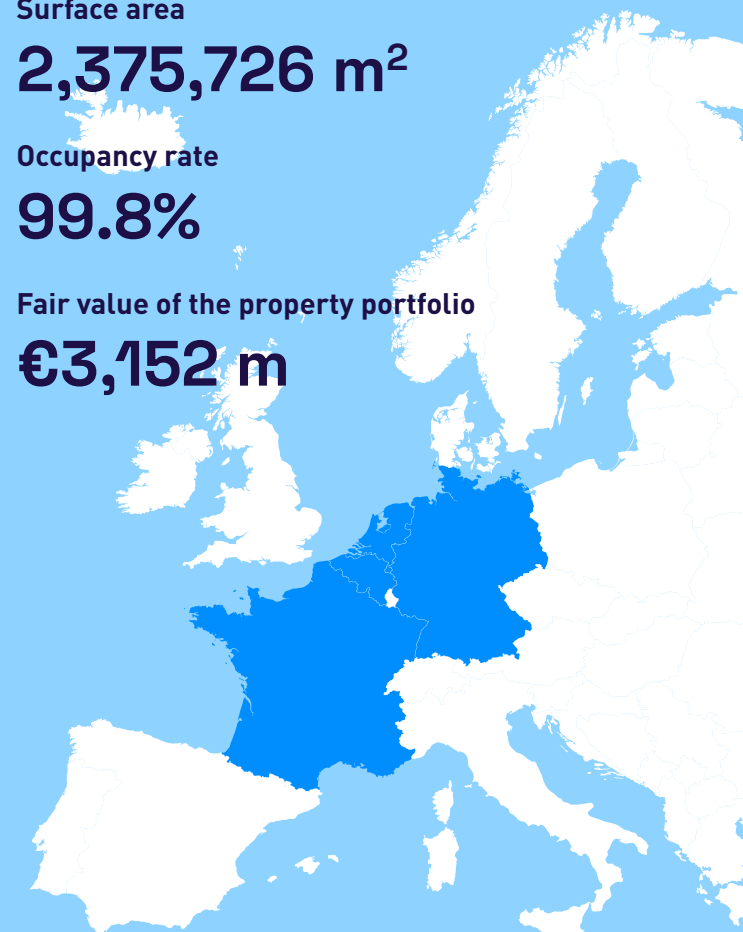 Surface area
2,375,726 m²
Occupancy rate
99.8%
Fair value of the property portfolio
€3,152 m